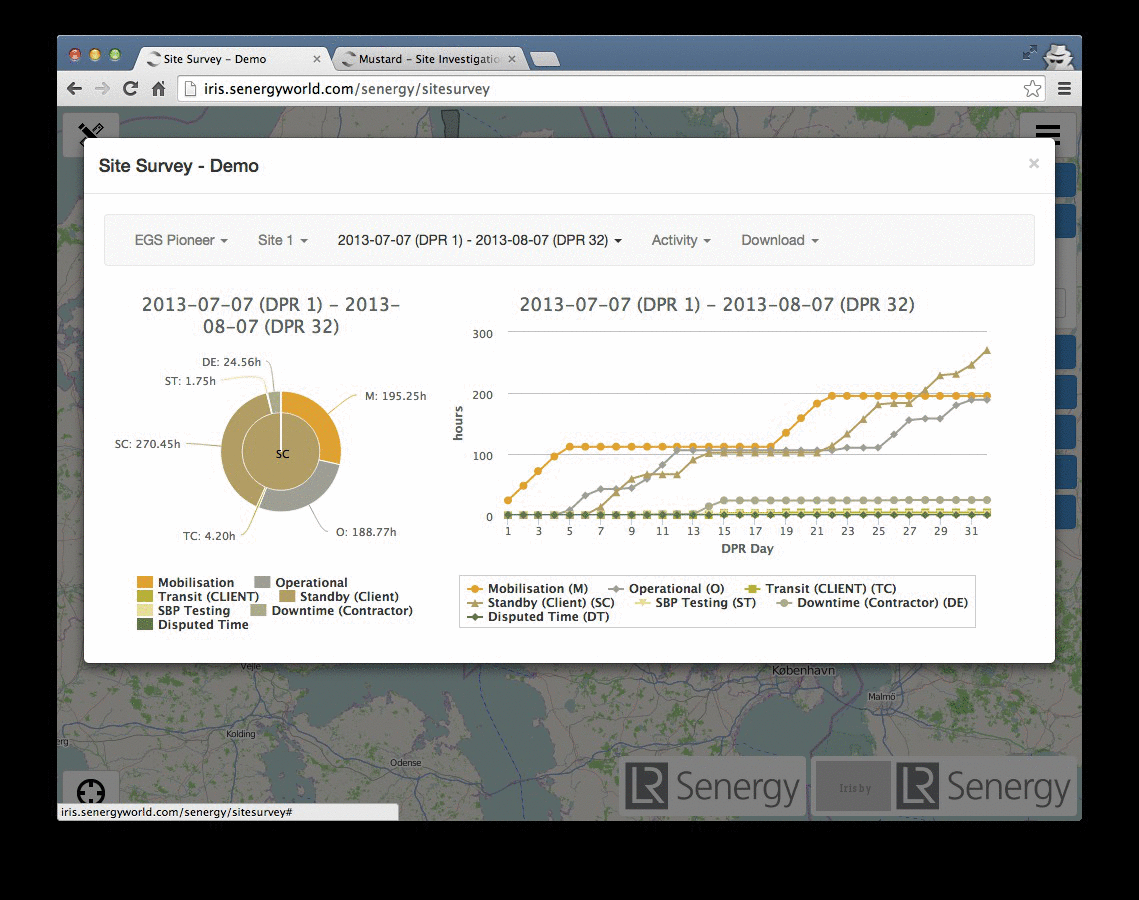 Site Survey – Demo
Mustard – Site Investigatio
iris.senergyworld.com/senergy/sitesurvey
Site Survey - Demo
EGS Pioneer
Site 1
2013-07-07 (DPR 1) - 2013-08-07 (DPR 32)
Activity
Download
2013-07-07 (DPR 1) – 2013-
08-07 (DPR 32)
DE: 24.56h
ST: 1.75h
M: 195.25h
SC: 270.45h
SC
TC: 4.20h
O: 188.77h
Mobilisation
Operational
Transit (CLIENT)
Standby (Client)
SBP Testing
Downtime (Contractor)
Disputed Time
2013-07-07 (DPR 1) – 2013-08-07 (DPR 32)
300
200
100
0
hours
1 3 5 7 9 11 13 15 17 19 21 23 25 27 29 31
DPR Day
Mobilisation (M)
Operational (O)
Transit (CLIENT) (TC)
Standby (Client) (SC)
SBP Testing (ST)
Downtime (Contractor) (DE)
Disputed Time (DT)
Vejle
København
Malmö
Kolding
erg
Odense
LR Senergy
Irisby
LR Senergy
iris.senergyworld.com/senergy/sitesurvey#